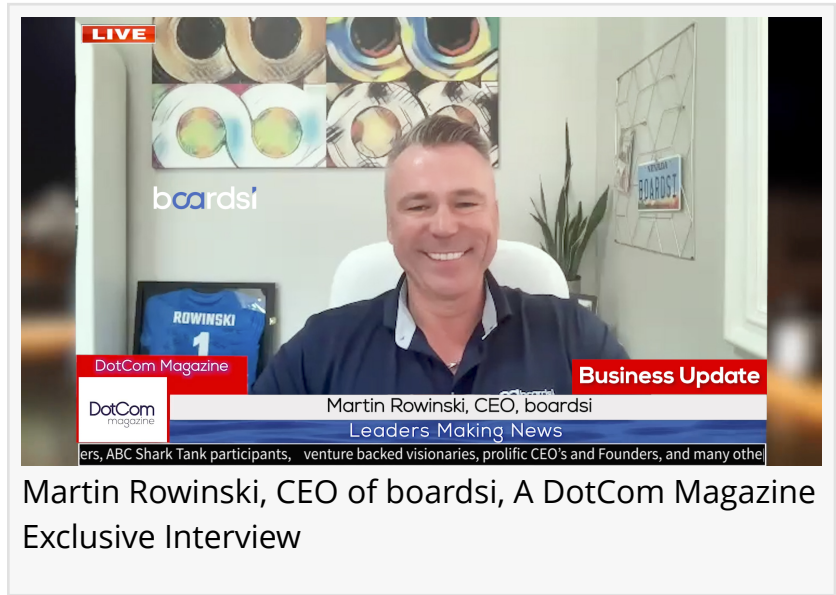 LIVE
boardsi
NEVADA
BOARDSI
ROWINSKI
1
DotCom Magazine
Business Update
DotCom
magazine
Martin Rowinski, CEO, boardsi
Leaders Making News
ers, ABC Shark Tank participants, venture backed visionaries, prolific CEO's and Founders, and many othe
Martin Rowinski, CEO of boardsi, A DotCom Magazine
Exclusive Interview